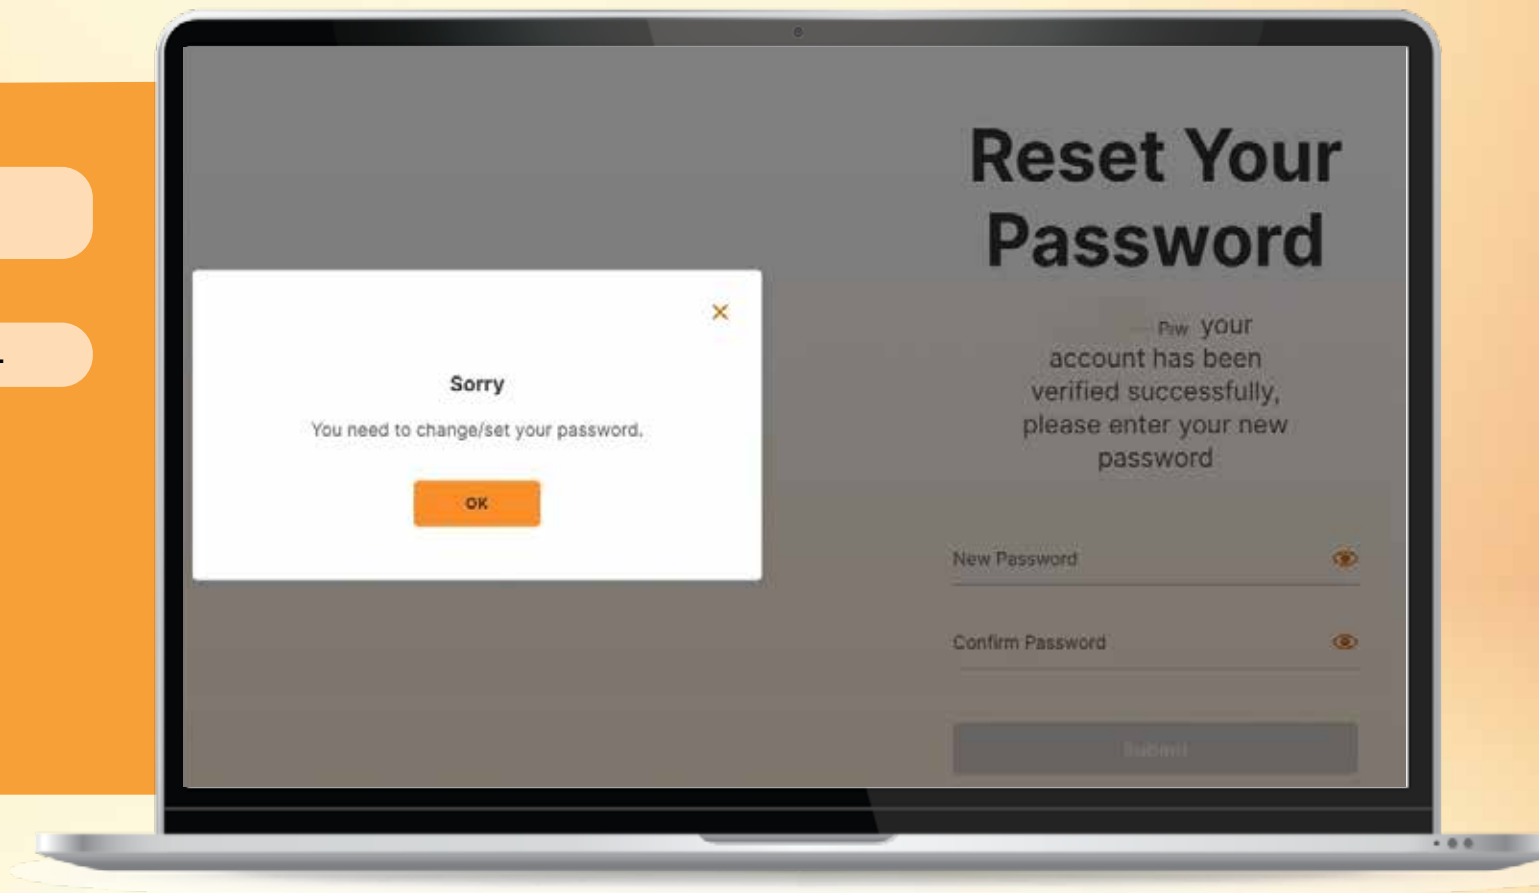 Reset Your
Password
your
account has been
verified successfully,
please enter your new
password
Sorry
You need to change/set your password.
OK
New Password
Confirm Password
Submit